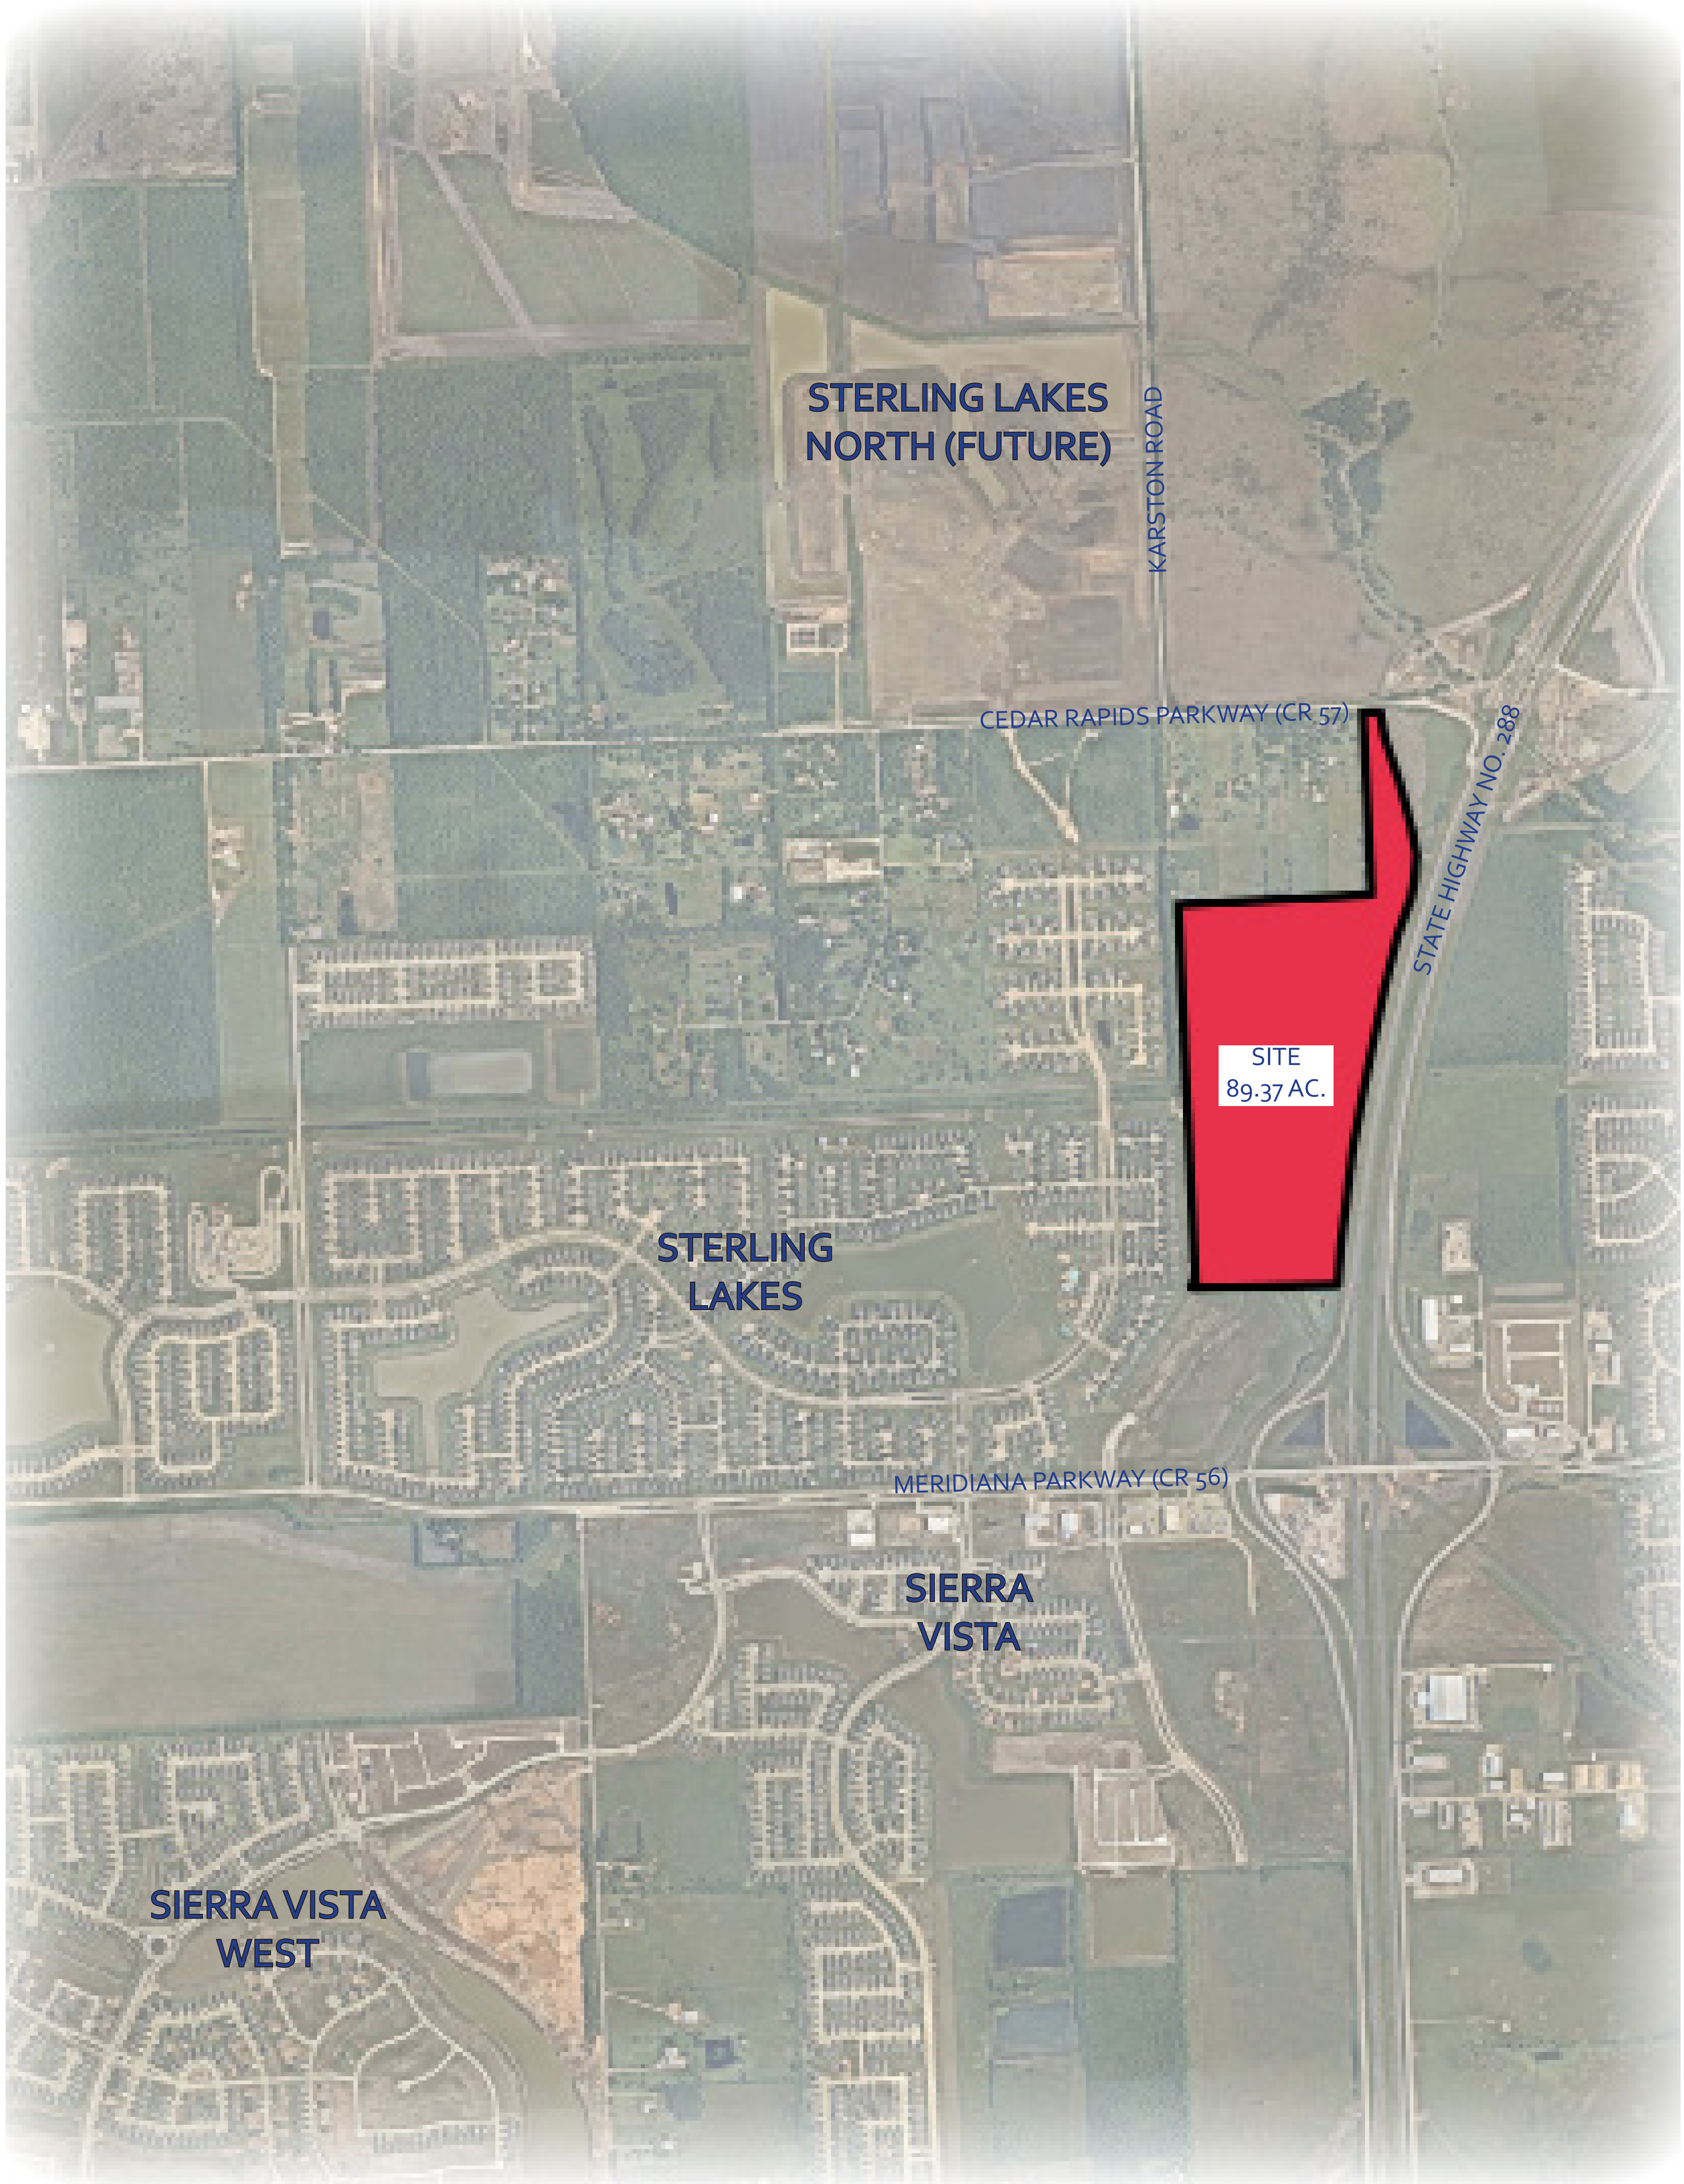 STERLING LAKES
NORTH (FUTURE)
KARSTON ROAD
CEDAR RAPIDS PARKWAY (CR 57)
STATE HIGHWAY NO. 288
SITE
89.37 AC.
STERLING
LAKES
MERIDIANA PARKWAY (CR 56)
SIERRA
VISTA
SIERRA VISTA
WEST